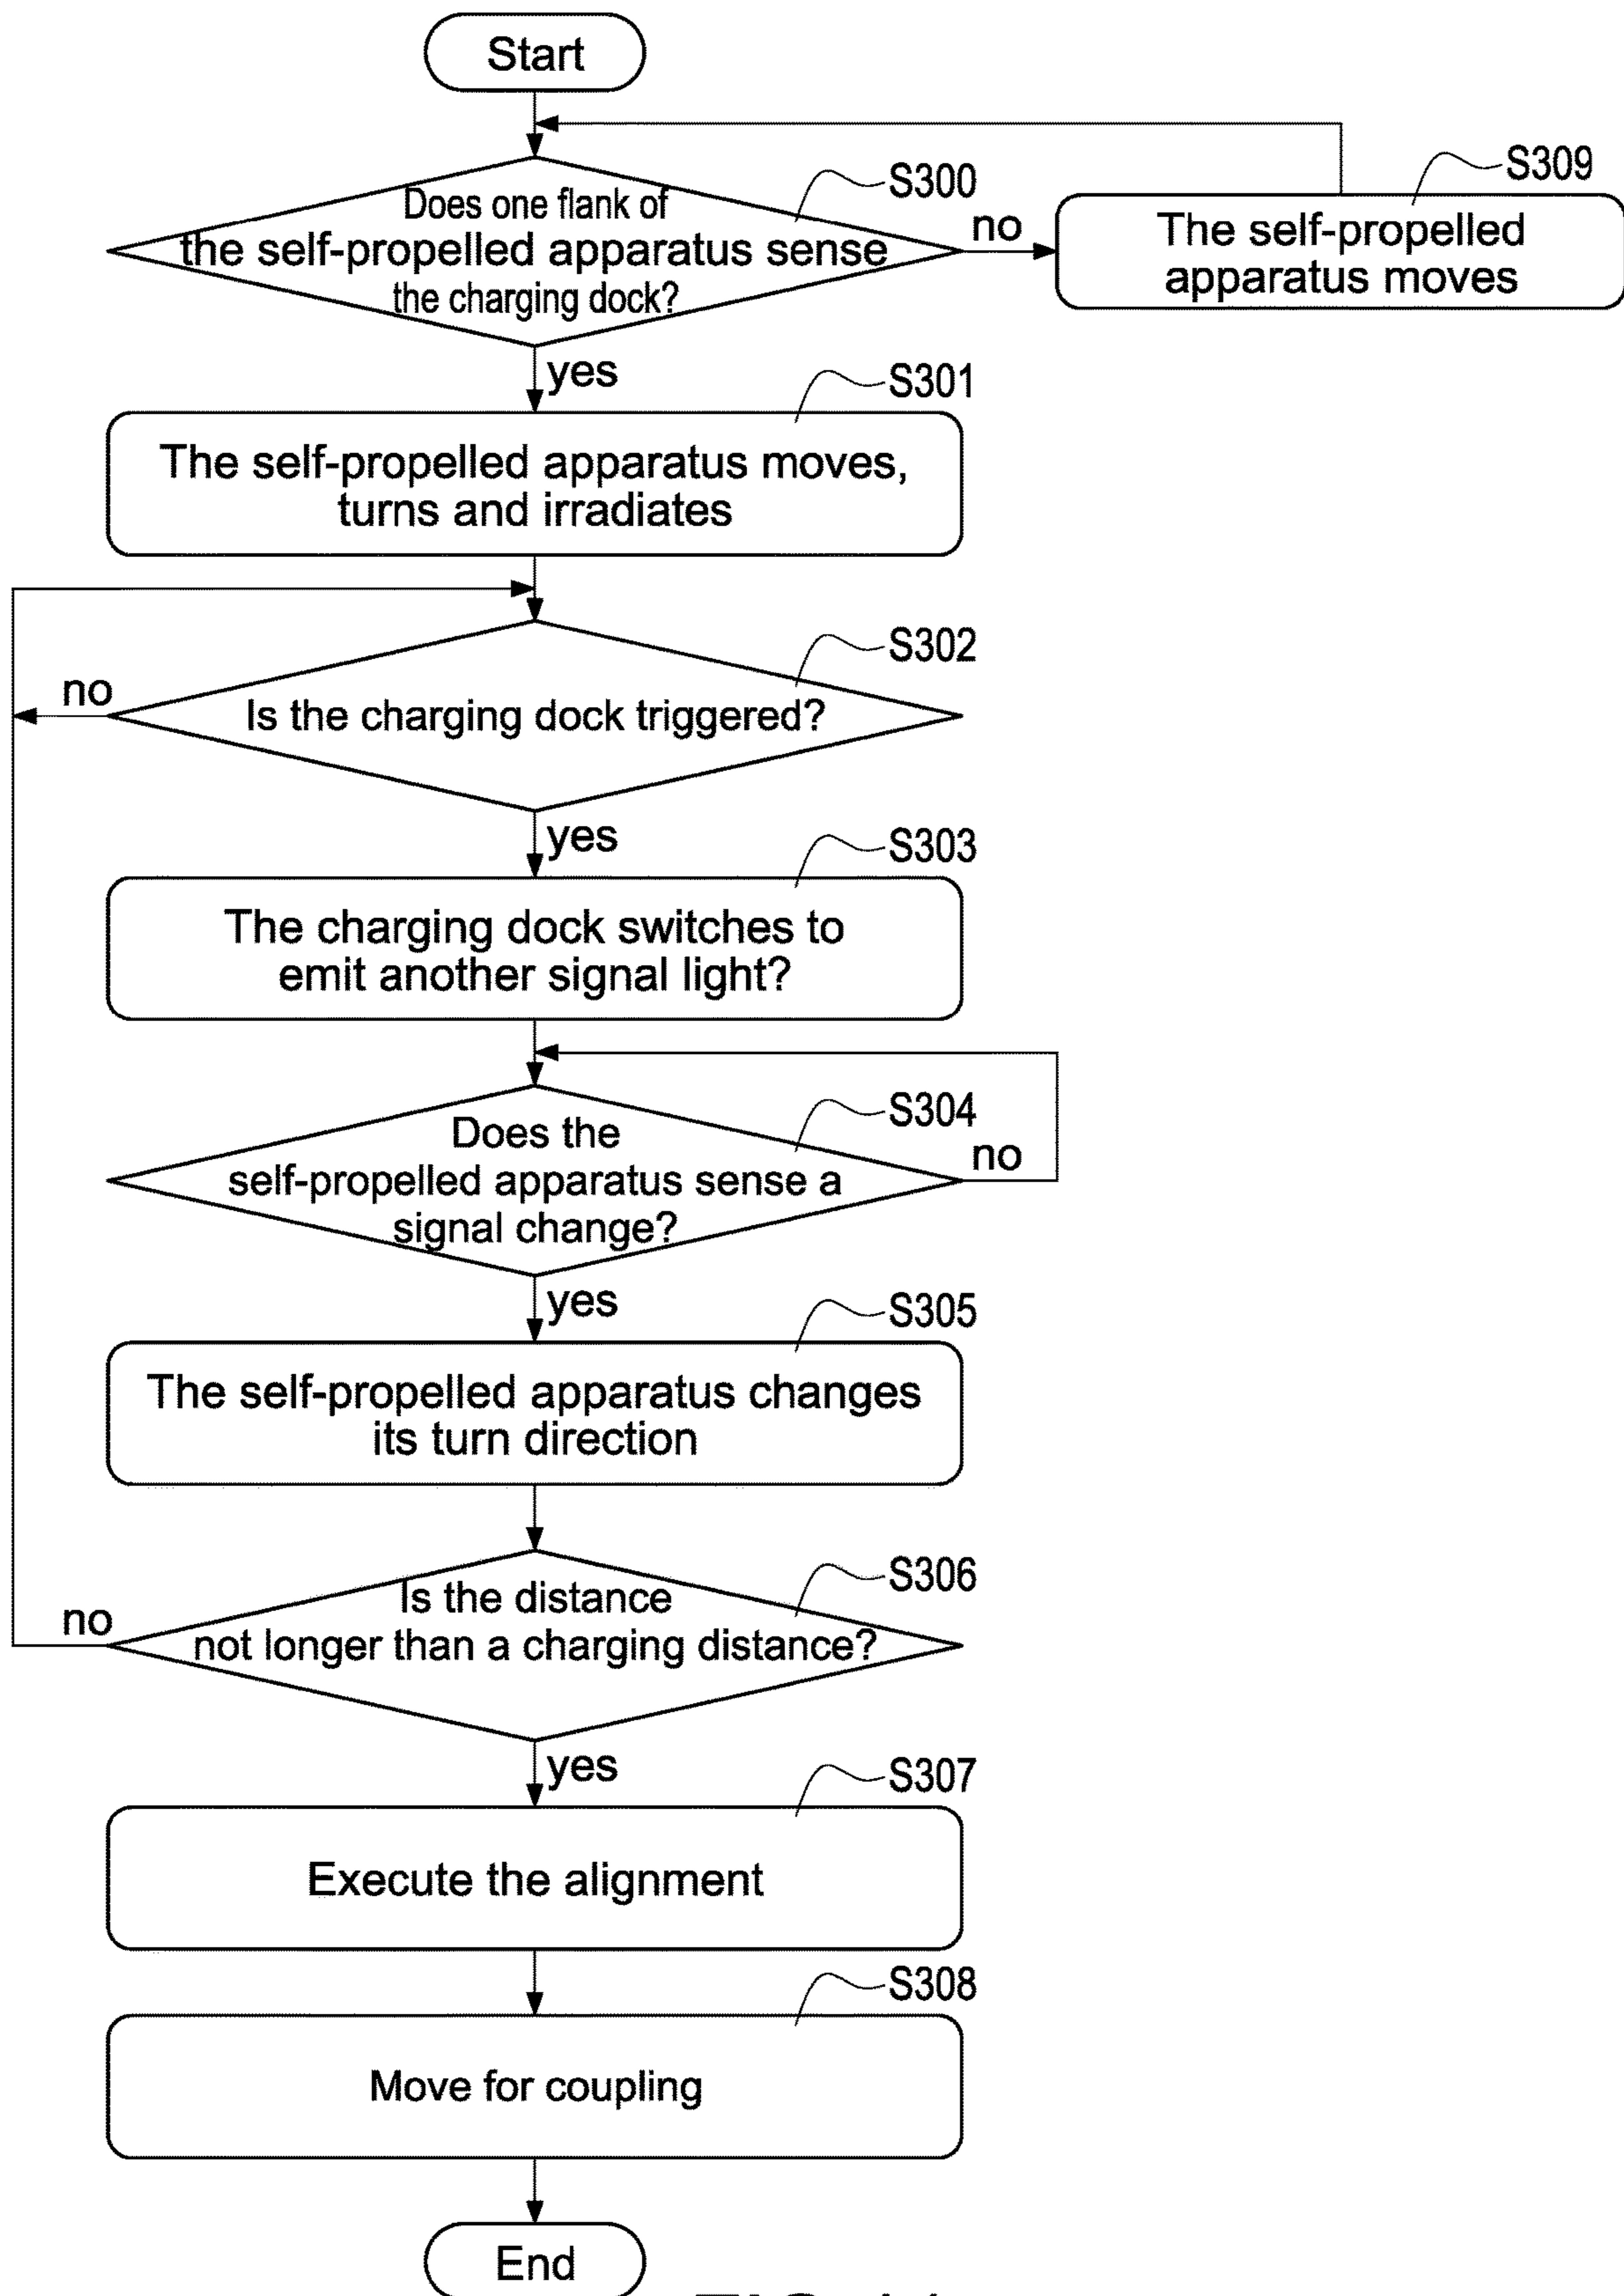 Start
S300
S309
Does one flank of
the self-propelled apparatus sense
the charging dock?
no
The self-propelled
apparatus moves
yes
S301
The self-propelled apparatus moves,
turns and irradiates
S302
no
Is the charging dock triggered?
yes
S303
The charging dock switches to
emit another signal light?
S304
Does the
self-propelled apparatus sense a
signal change?
no
yes
S305
The self-propelled apparatus changes
its turn direction
S306
Is the distance
not longer than a charging distance?
no
yes
S307
Execute the alignment
S308
Move for coupling
End